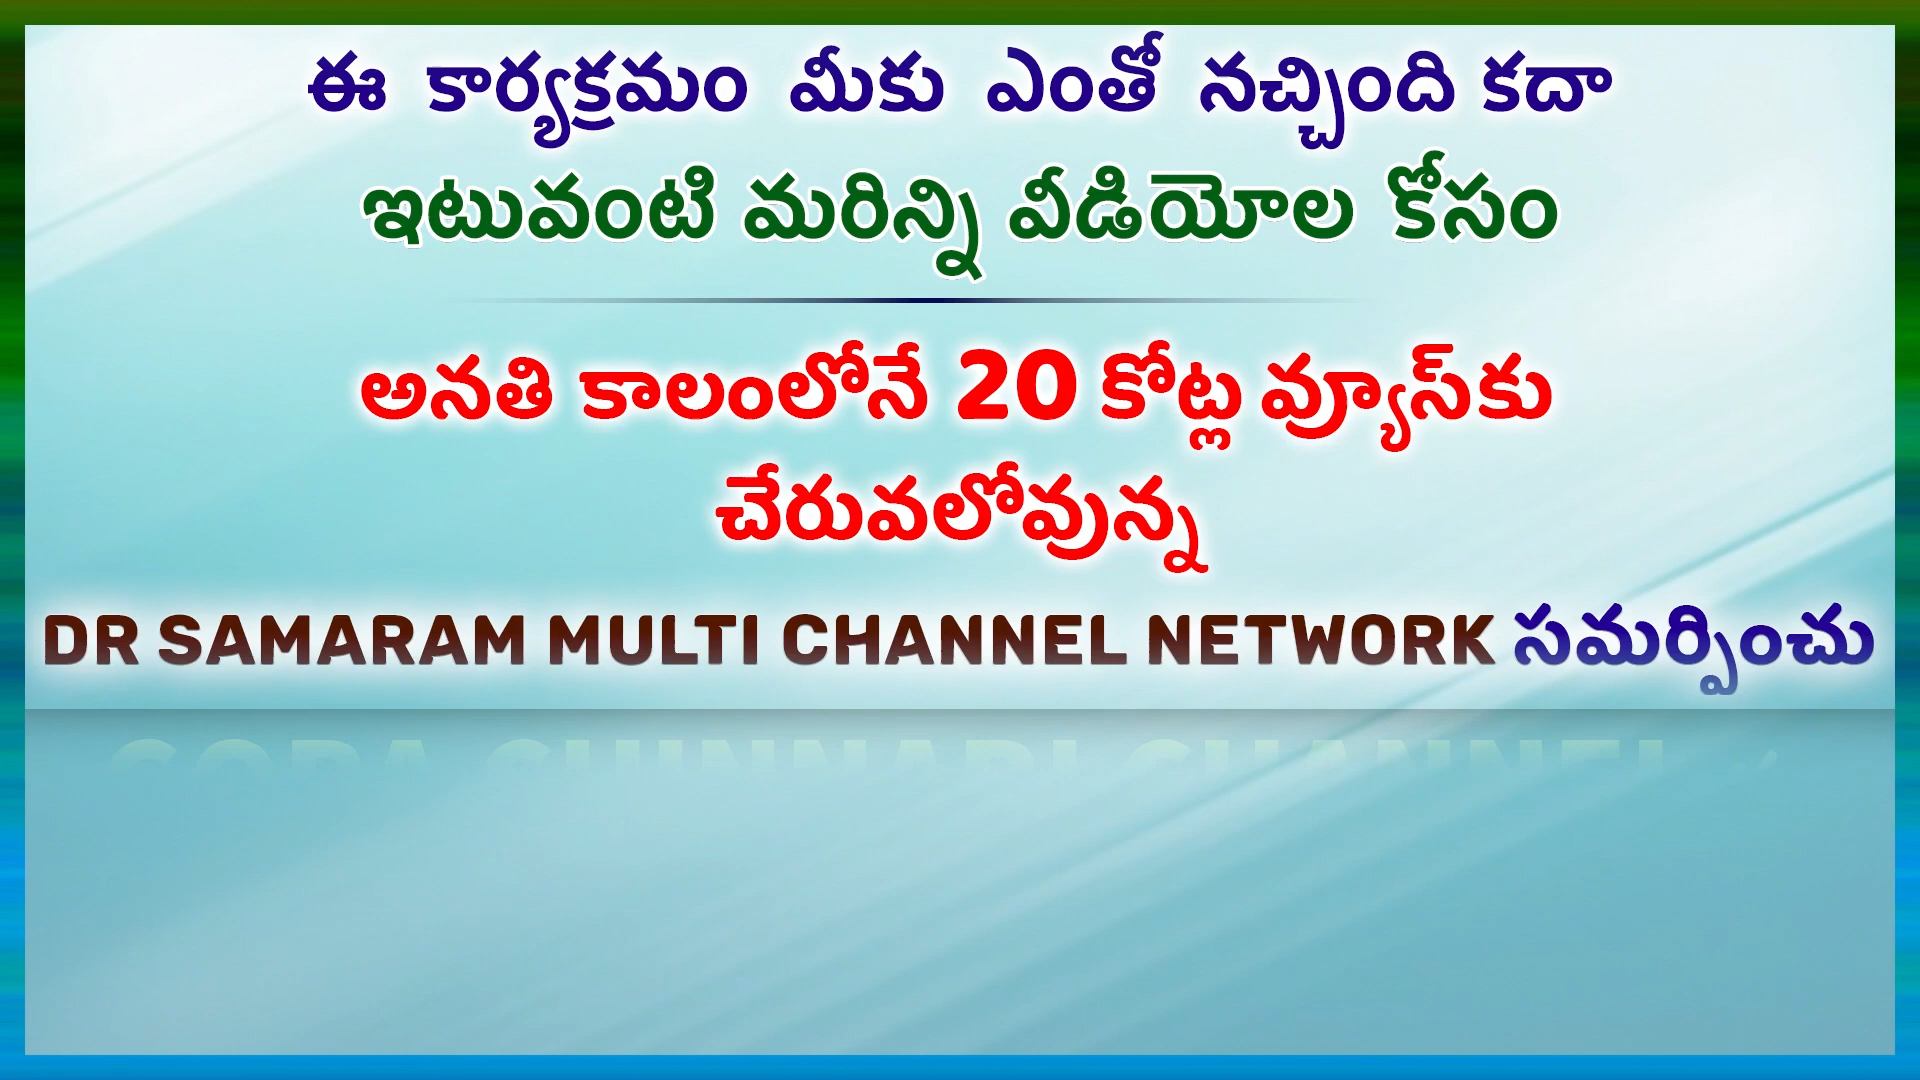 ఈ కార్యక్రమం మీకు ఎంతో నచ్చింది కదా
ఇటువంటి మరిన్ని వీడియోల కోసం
అనతి కాలంలోనే 20 కోట్ల వ్యూస్‌కు
చేరువలోవున్న
DR SAMARAM MULTI CHANNEL NETWORK సమర్పించు